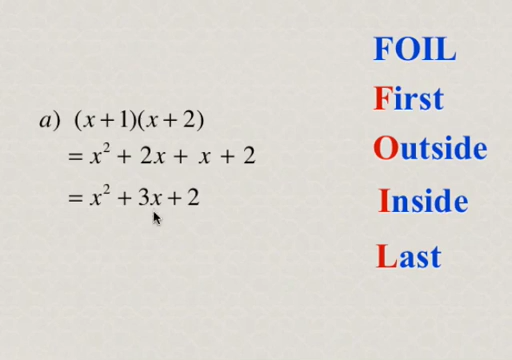 FOIL
a) (x + 1)(x + 2)
= x² + 2x + x + 2
= x² + 3x + 2
First
Outside
Inside
Last